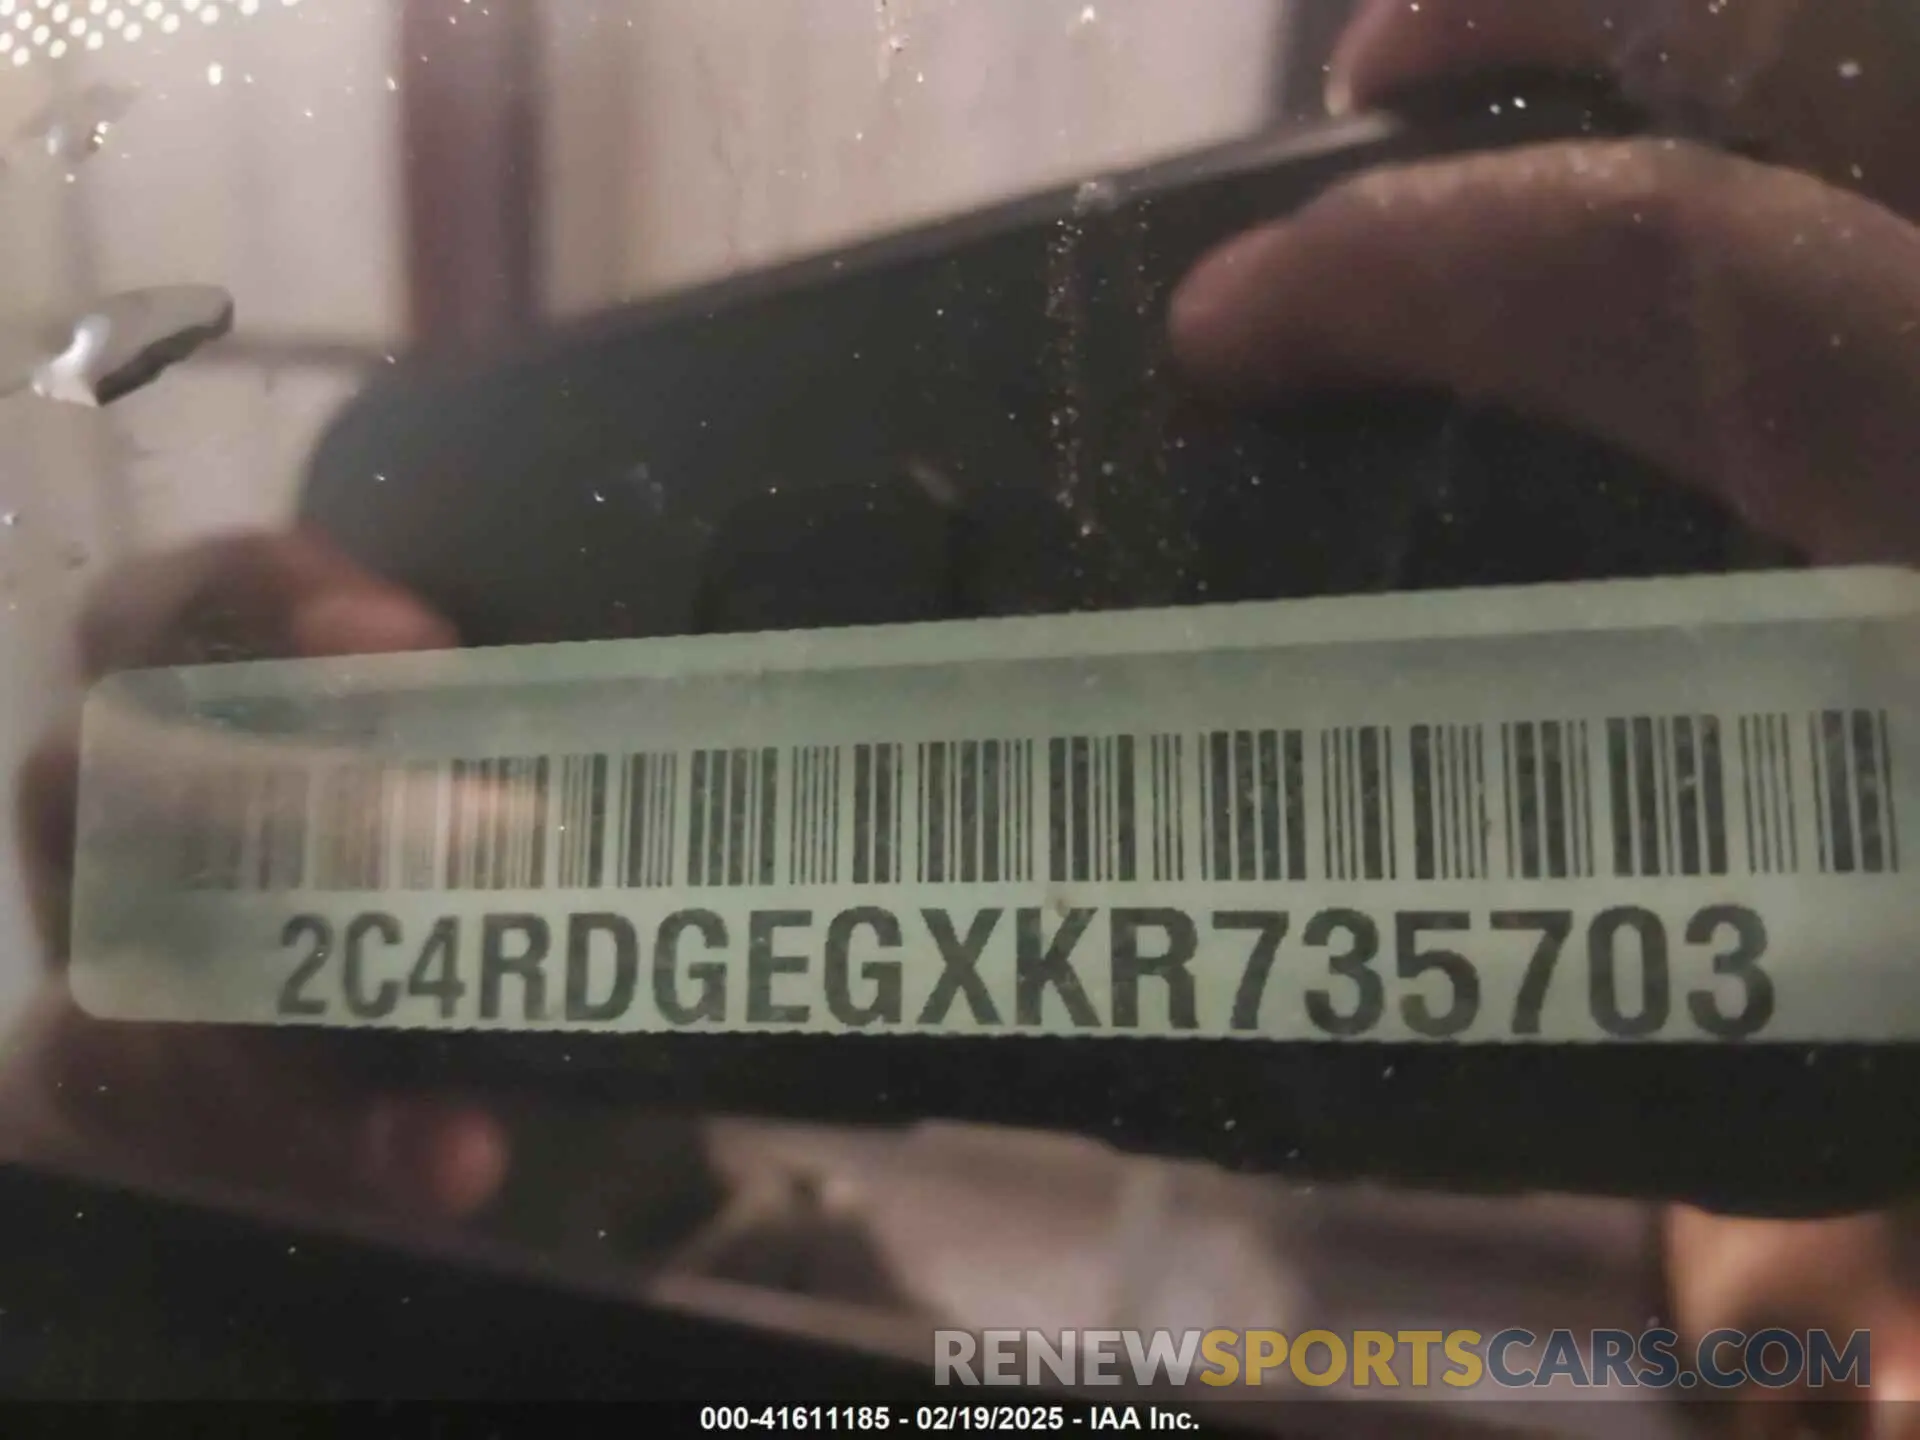 2C4RDGEGXKR735703
RENEWSPORTSCARS.COM
000-41611185 - 02/19/2025 - IAA Inc.